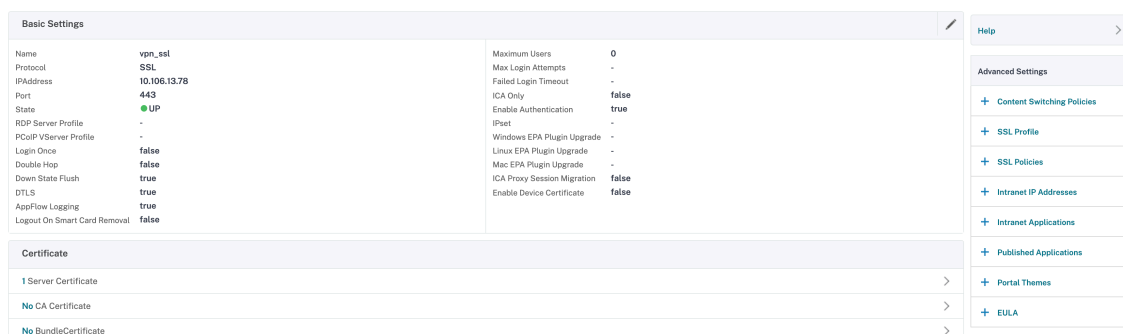 Basic Settings
Name vpn_ssl
Protocol SSL
IPAddress 10.106.13.78
Port 443
State UP
RDP Server Profile -
PCoIP VServer Profile -
Login Once false
Double Hop false
Down State Flush true
DTLS true
AppFlow Logging true
Logout On Smart Card Removal false
Maximum Users 0
Max Login Attempts -
Failed Login Timeout -
ICA Only false
Enable Authentication true
IPset -
Windows EPA Plugin Upgrade -
Linux EPA Plugin Upgrade -
Mac EPA Plugin Upgrade -
ICA Proxy Session Migration false
Enable Device Certificate false
Certificate
1 Server Certificate
No CA Certificate
No BundleCertificate
Help
Advanced Settings
+ Content Switching Policies
+ SSL Profile
+ SSL Policies
+ Intranet IP Addresses
+ Intranet Applications
+ Published Applications
+ Portal Themes
+ EULA